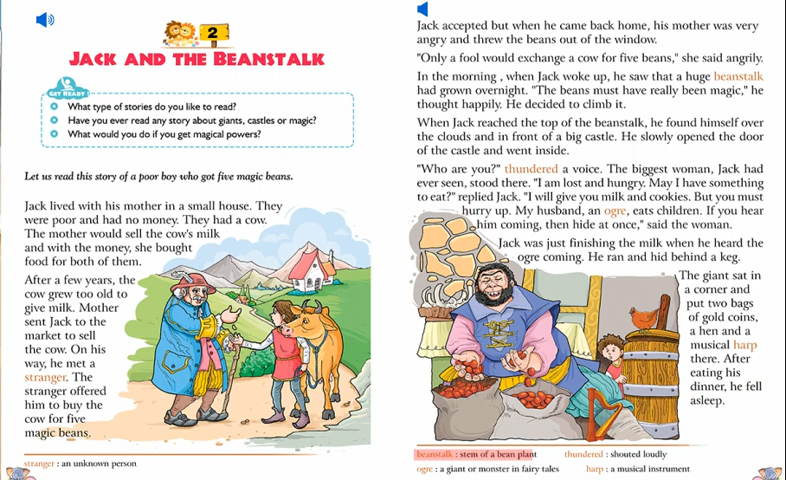 2
JACK AND THE BEANSTALK
GET READY!
What type of stories do you like to read?
Have you ever read any story about giants, castles or magic?
What would you do if you get magical powers?
Let us read this story of a poor boy who got five magic beans.
Jack lived with his mother in a small house. They
were poor and had no money. They had a cow.
The mother would sell the cow's milk
and with the money, she bought
food for both of them.
After a few years, the
cow grew too old to
give milk. Mother
sent Jack to the
market to sell
the cow. On his
way, he met a
stranger. The
stranger offered
him to buy the
cow for five
magic beans.
stranger : an unknown person
Jack accepted but when he came back home, his mother was very
angry and threw the beans out of the window.
"Only a fool would exchange a cow for five beans," she said angrily.
In the morning , when Jack woke up, he saw that a huge beanstalk
had grown overnight. "The beans must have really been magic," he
thought happily. He decided to climb it.
When Jack reached the top of the beanstalk, he found himself over
the clouds and in front of a big castle. He slowly opened the door
of the castle and went inside.
"Who are you?" thundered a voice. The biggest woman, Jack had
ever seen, stood there. "I am lost and hungry. May I have something
to eat?" replied Jack. "I will give you milk and cookies. But you must
hurry up. My husband, an ogre, eats children. If you hear
him coming, then hide at once," said the woman.
Jack was just finishing the milk when he heard the
ogre coming. He ran and hid behind a keg.
The giant sat in
a corner and
put two bags
of gold coins,
a hen and a
musical harp
there. After
eating his
dinner, he fell
asleep.
beanstalk : stem of a bean plant
thundered : shouted loudly
ogre : a giant or monster in fairy tales
harp : a musical instrument